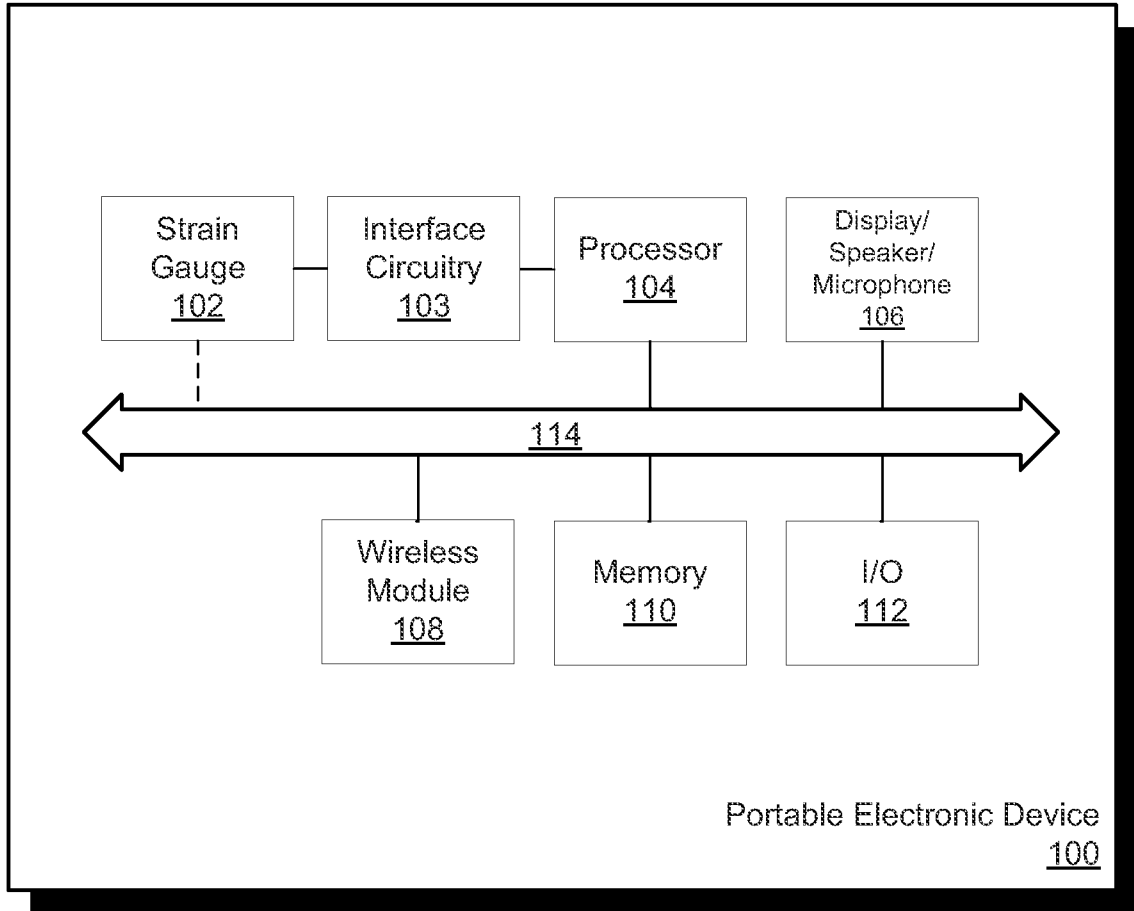 Strain
Gauge
102
Interface
Circuitry
103
Processor
104
Display/
Speaker/
Microphone
106
114
Wireless
Module
108
Memory
110
I/O
112
Portable Electronic Device
100